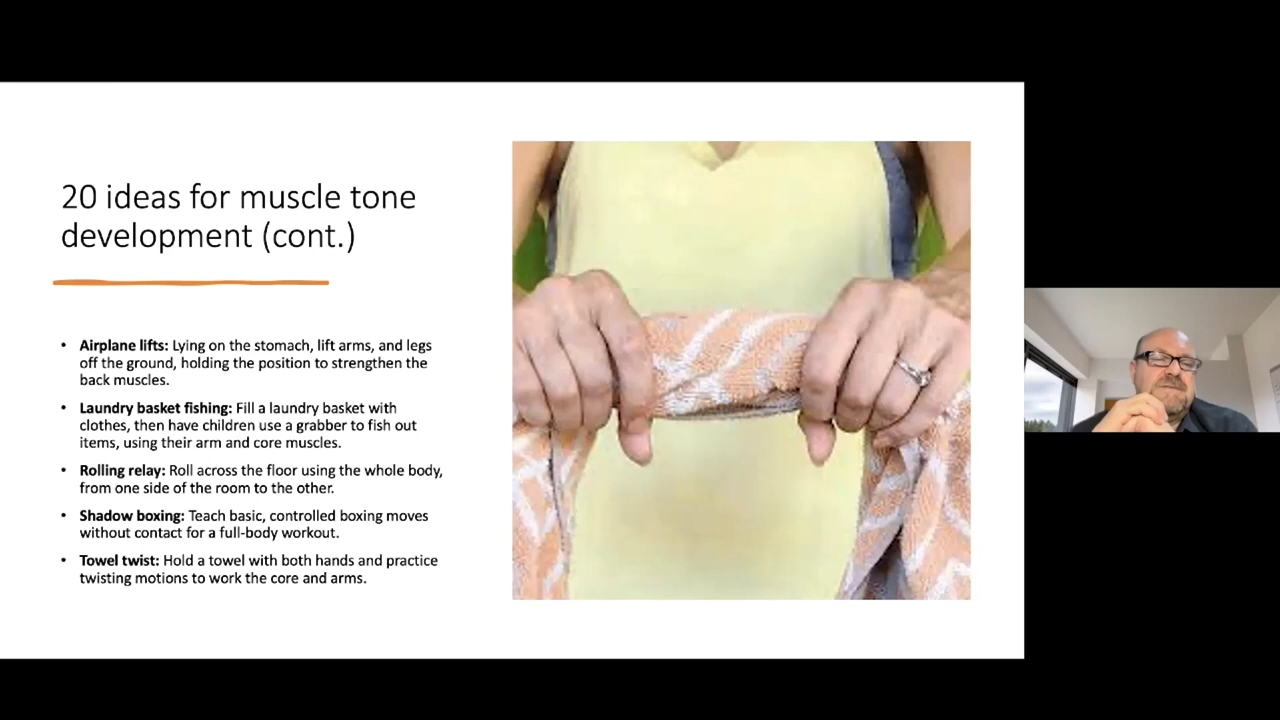 20 ideas for muscle tone
development (cont.)
• Airplane lifts: Lying on the stomach, lift arms, and legs
off the ground, holding the position to strengthen the
back muscles.
• Laundry basket fishing: Fill a laundry basket with
clothes, then have children use a grabber to fish out
items, using their arm and core muscles.
• Rolling relay: Roll across the floor using the whole body,
from one side of the room to the other.
• Shadow boxing: Teach basic, controlled boxing moves
without contact for a full-body workout.
• Towel twist: Hold a towel with both hands and practice
twisting motions to work the core and arms.